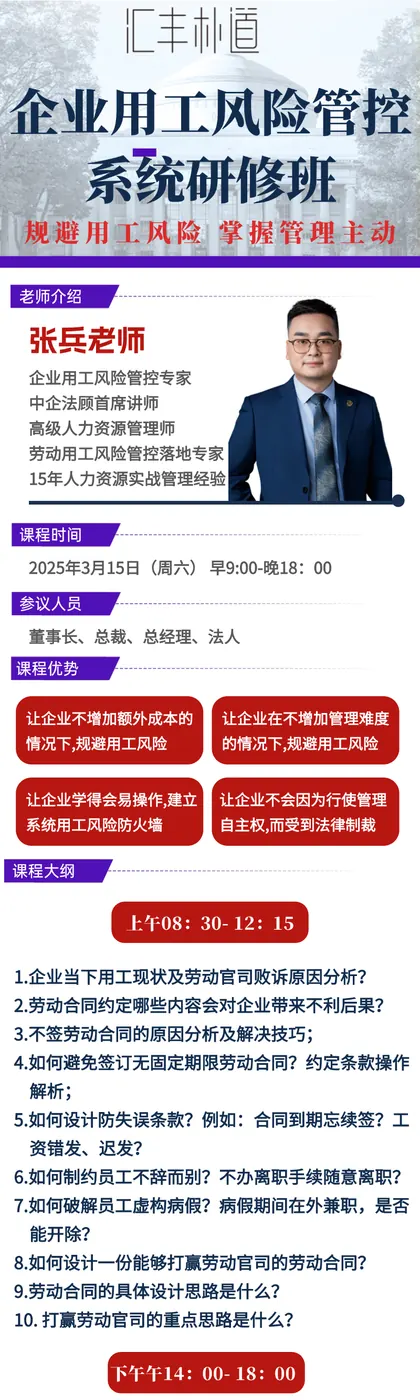 汇丰朴道
企业用工风险管控
系统研修班
规避用工风险 掌握管理主动
老师介绍
张兵老师
企业用工风险管控专家
中企法顾首席讲师
高级人力资源管理师
劳动用工风险管控落地专家
15年人力资源实战管理经验
课程时间
2025年3月15日（周六） 早9:00-晚18：00
参议人员
董事长、总裁、总经理、法人
课程优势
让企业不增加额外成本的
情况下,规避用工风险
让企业在不增加管理难度
的情况下,规避用工风险
让企业学得会易操作,建立
系统用工风险防火墙
让企业不会因为行使管理
自主权,而受到法律制裁
课程大纲
上午08：30- 12：15
1.企业当下用工现状及劳动官司败诉原因分析？
2.劳动合同约定哪些内容会对企业带来不利后果？
3.不签劳动合同的原因分析及解决技巧；
4.如何避免签订无固定期限劳动合同？约定条款操作
解析；
5.如何设计防失误条款？例如：合同到期忘续签？工
资错发、迟发？
6.如何制约员工不辞而别？不办离职手续随意离职？
7.如何破解员工虚构病假？病假期间在外兼职，是否
能开除？
8.如何设计一份能够打赢劳动官司的劳动合同？
9.劳动合同的具体设计思路是什么？
10. 打赢劳动官司的重点思路是什么？
下午午14：00- 18：00